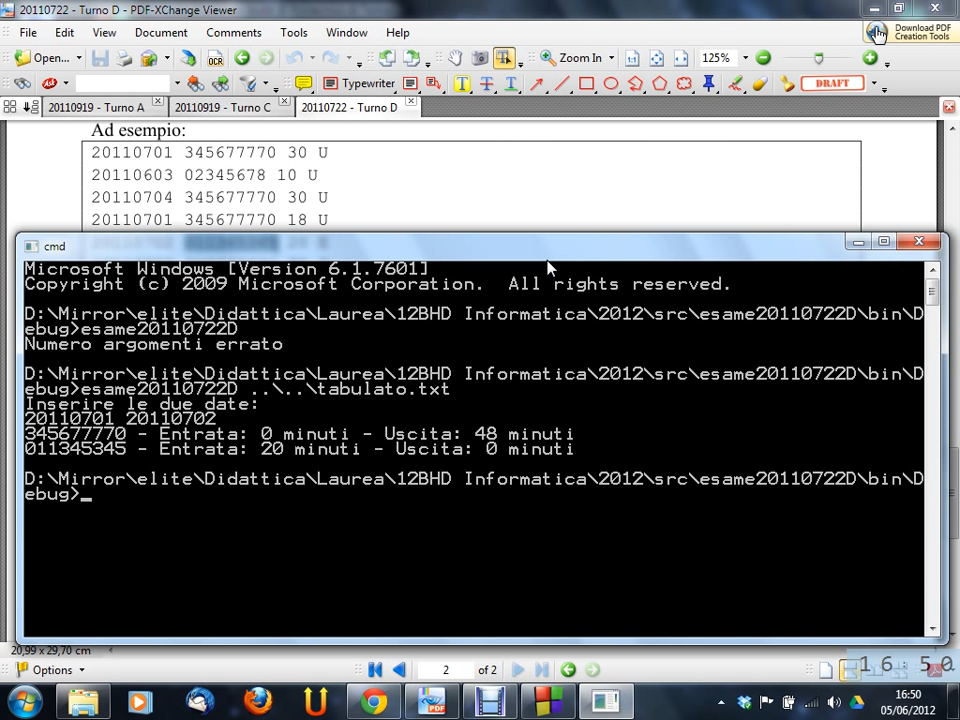 20110722 - Turno D - PDF-XChange Viewer
File Edit View Document Comments Tools Window Help
Download PDF
Creation Tools
Open... OCR Zoom In 125%
Typewriter DRAFT
20110919 - Turno A 20110919 - Turno C 20110722 - Turno D
Ad esempio:
20110701 345677770 30 U
20110603 02345678 10 U
20110704 345677770 30 U
20110701 345677770 18 U
cmd
Microsoft Windows [Version 6.1.7601]
Copyright (c) 2009 Microsoft Corporation.  All rights reserved.
D:\Mirror\elite\Didattica\Laurea\12BHD Informatica\2012\src\esame20110722D\bin\D
ebug>esame20110722D
Numero argomenti errato
D:\Mirror\elite\Didattica\Laurea\12BHD Informatica\2012\src\esame20110722D\bin\D
ebug>esame20110722D ..\..\tabulato.txt
Inserire le due date:
20110701 20110702
345677770 - Entrata: 0 minuti - Uscita: 48 minuti
011345345 - Entrata: 20 minuti - Uscita: 0 minuti
D:\Mirror\elite\Didattica\Laurea\12BHD Informatica\2012\src\esame20110722D\bin\D
ebug>_
20,99 x 29,70 cm
Options 2 of 2
16:50
16:50
05/06/2012